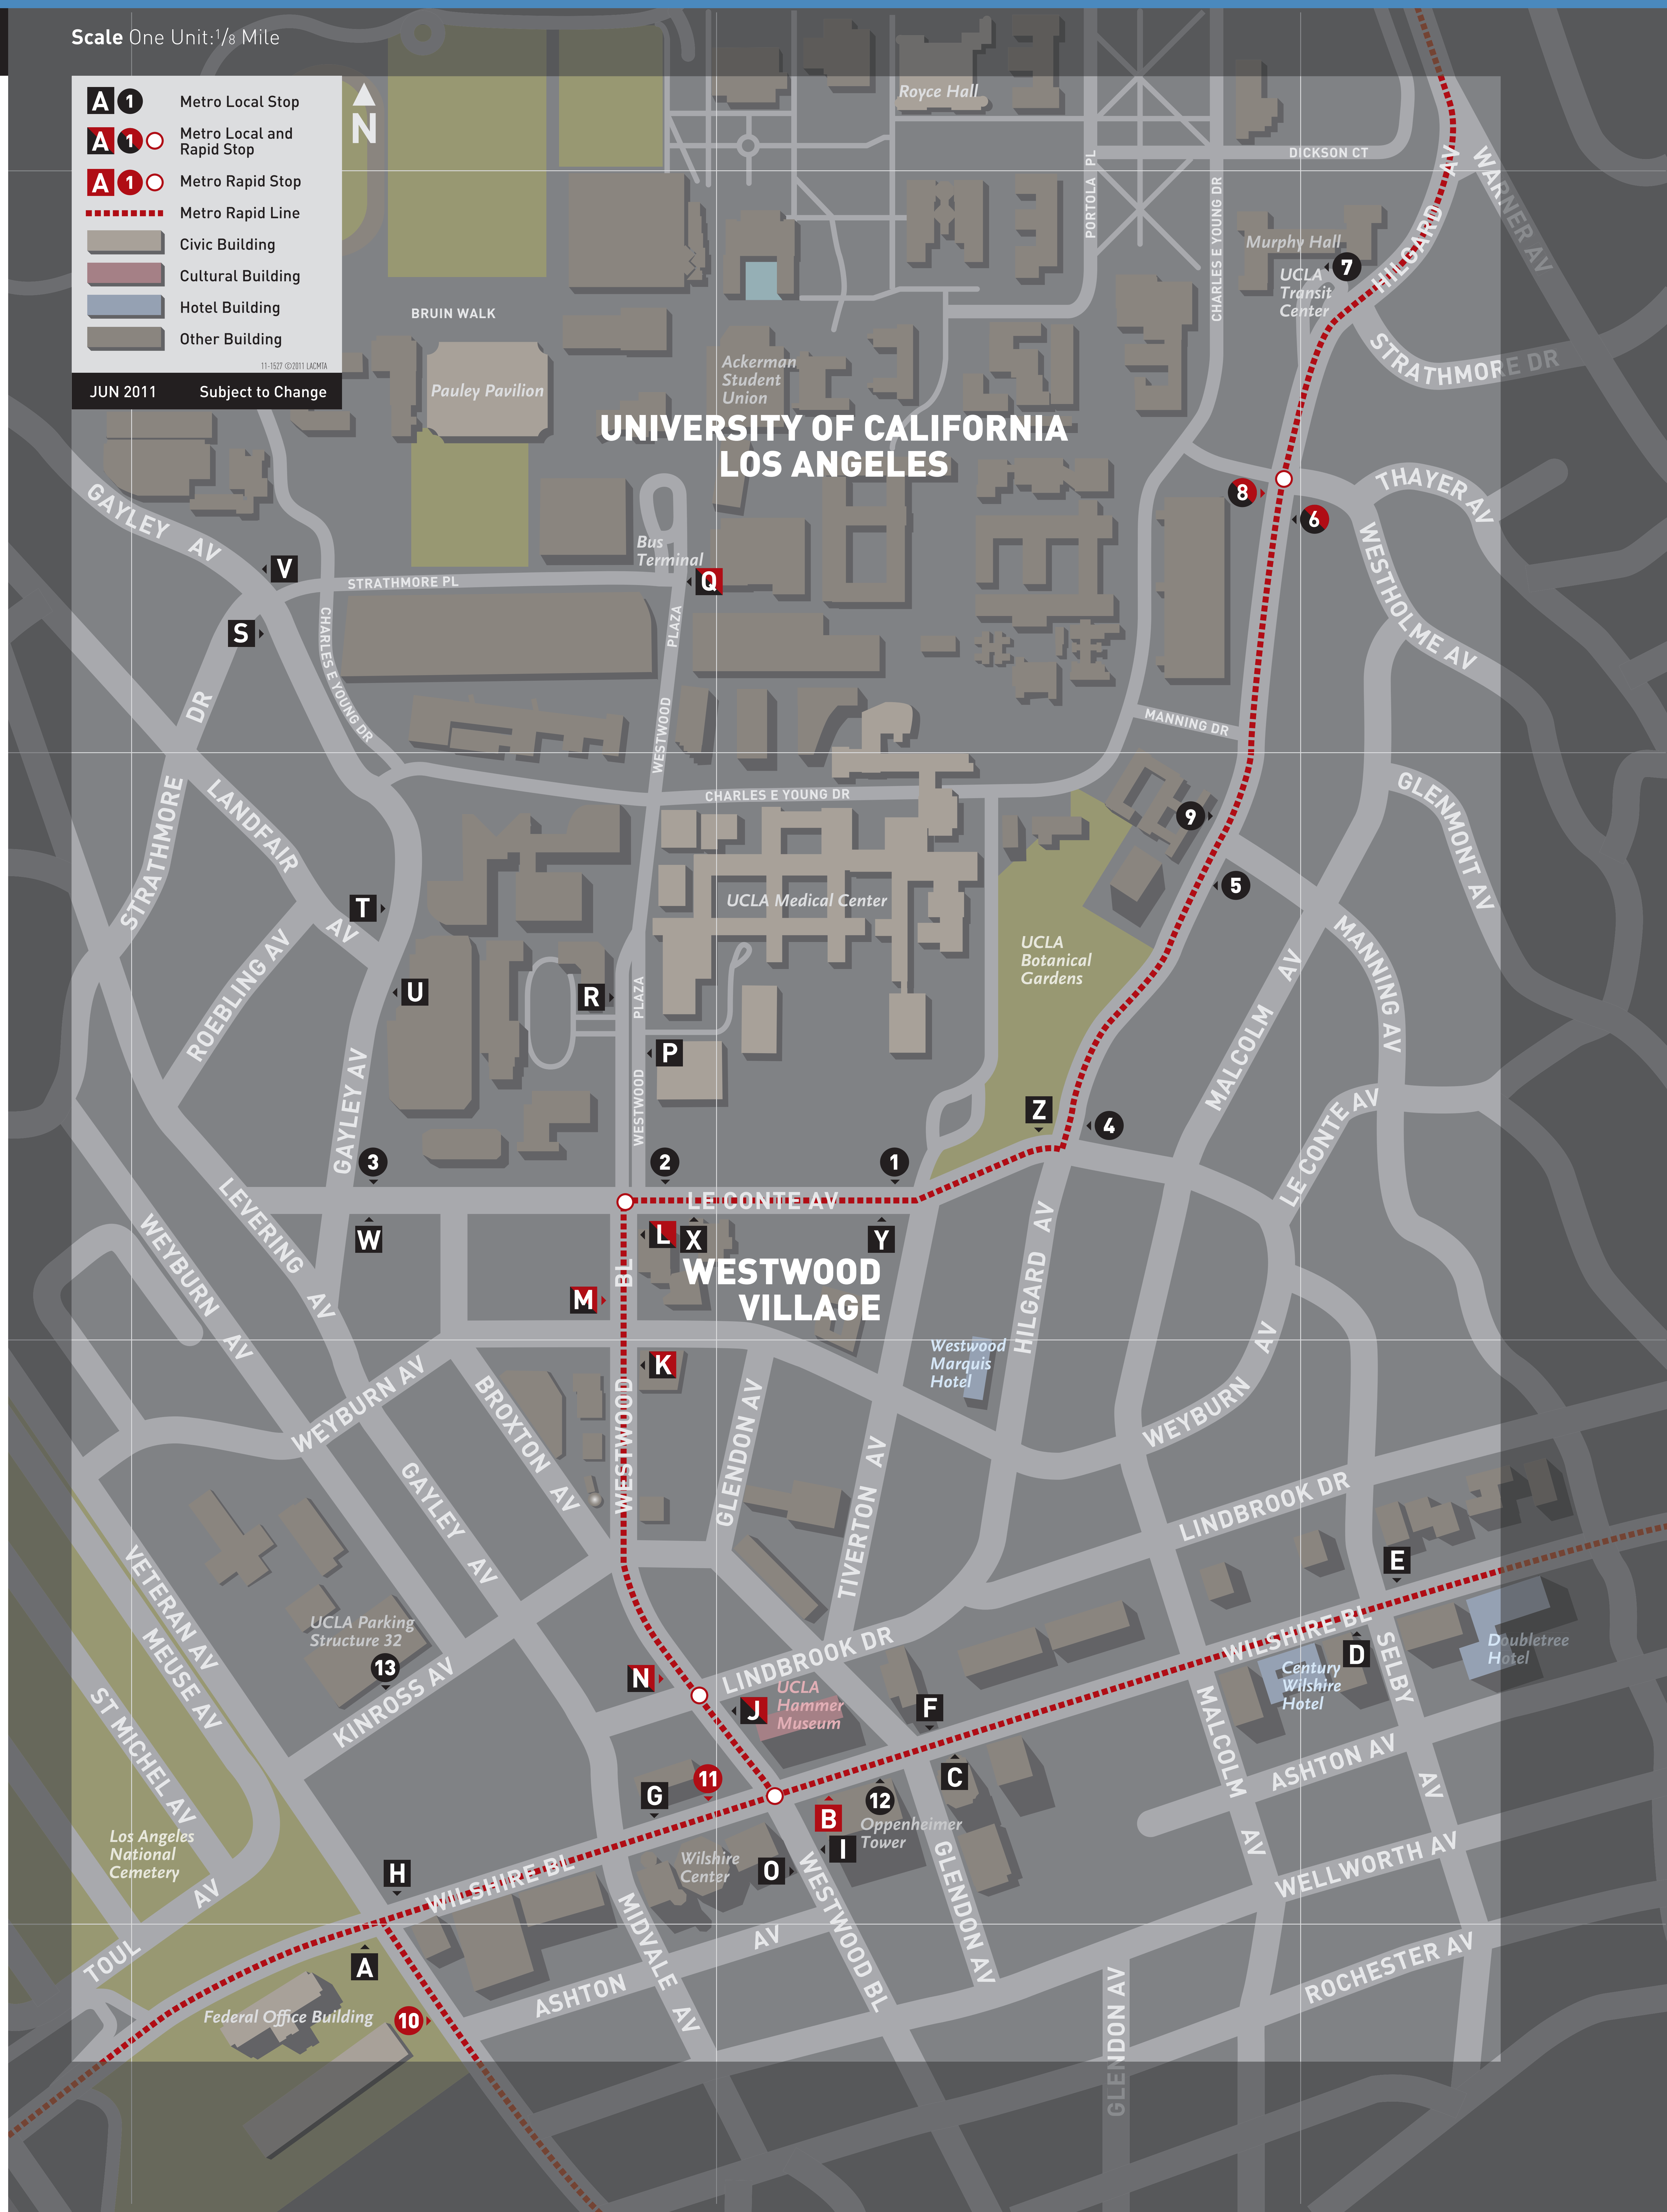 Scale One Unit:1/8 Mile
A 1 Metro Local Stop
A 1 Metro Local and
Rapid Stop
A 1 Metro Rapid Stop
Metro Rapid Line
Civic Building
Cultural Building
Hotel Building
Other Building
11-1527 ©2011 LACMTA
JUN 2011 Subject to Change
N
Royce Hall
DICKSON CT
PORTOLA PL
CHARLES E YOUNG DR
HILGARD AV
WARNER AV
Murphy Hall
7
UCLA
Transit
Center
BRUIN WALK
STRATHMORE DR
Pauley Pavilion
Ackerman
Student
Union
UNIVERSITY OF CALIFORNIA
LOS ANGELES
THAYER AV
8
6
GAYLEY AV
Bus
Terminal
V
STRATHMORE PL
Q
WESTHOLME AV
S
CHARLES E YOUNG DR
WESTWOOD PLAZA
MANNING DR
STRATHMORE DR
LANDFAIR AV
CHARLES E YOUNG DR
9
GLENMONT AV
5
UCLA Medical Center
T
ROEBLING AV
UCLA
Botanical
Gardens
MANNING AV
U
R
WESTWOOD PLAZA
P
MALCOLM AV
GAYLEY AV
Z
4
LE CONTE AV
3
2
1
LE CONTE AV
W
L
X
Y
LEVERING AV
WEYBURN AV
WESTWOOD
VILLAGE
M
HILGARD AV
K
Westwood
Marquis
Hotel
WEYBURN AV
WEYBURN AV
BROXTON AV
WESTWOOD BL
GLENDON AV
TIVERTON AV
GAYLEY AV
LINDBROOK DR
VETERAN AV
E
UCLA Parking
Structure 32
13
MEUSE AV
KINROSS AV
LINDBROOK DR
WILSHIRE BL
D
SELBY AV
Doubletree
Hotel
Century
Wilshire
Hotel
N
J
UCLA
Hammer
Museum
F
ST MICHEL AV
MALCOLM AV
ASHTON AV
C
11
G
B
12
Oppenheimer
Tower
I
Los Angeles
National
Cemetery
Wilshire
Center
O
H
WILSHIRE BL
WELLWORTH AV
TOUL AV
MIDVALE AV
WESTWOOD BL
GLENDON AV
A
ASHTON AV
ROCHESTER AV
Federal Office Building
10
GLENDON AV